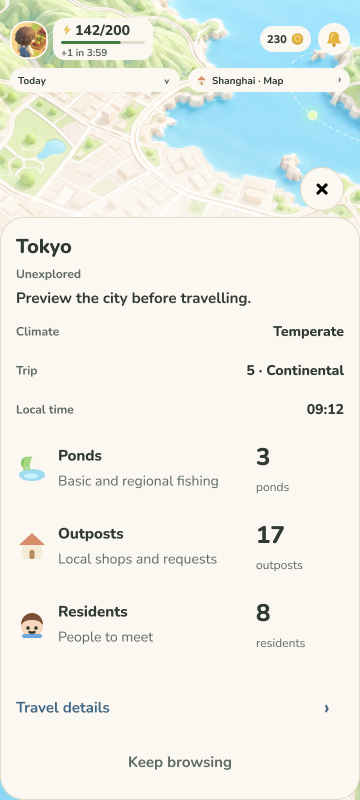 142/200
+1 in 3:59
230
Today
Shanghai · Map
Tokyo
Unexplored
Preview the city before travelling.
Climate Temperate
Trip 5 · Continental
Local time 09:12
Ponds 3
Basic and regional fishing ponds
Outposts 17
Local shops and requests outposts
Residents 8
People to meet residents
Travel details
Keep browsing